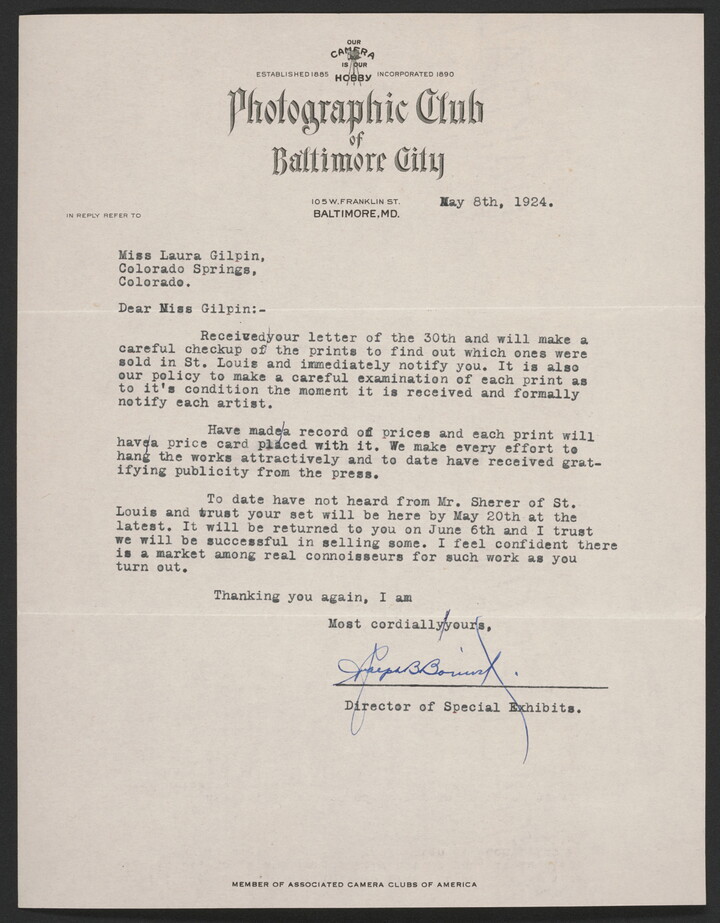 OUR
CAMERA
IS OUR
HOBBY
ESTABLISHED 1885 INCORPORATED 1890
Photographic Club
of
Baltimore City
105 W. FRANKLIN ST.
BALTIMORE, MD.
May 8th, 1924.
IN REPLY REFER TO
Miss Laura Gilpin,
Colorado Springs,
Colorado.
Dear Miss Gilpin:-
Received your letter of the 30th and will make a
careful checkup of the prints to find out which ones were
sold in St. Louis and immediately notify you. It is also
our policy to make a careful examination of each print as
to it's condition the moment it is received and formally
notify each artist.
Have made a record of prices and each print will
have a price card placed with it. We make every effort to
hang the works attractively and to date have received grat-
ifying publicity from the press.
To date have not heard from Mr. Sherer of St.
Louis and trust your set will be here by May 20th at the
latest. It will be returned to you on June 6th and I trust
we will be successful in selling some. I feel confident there
is a market among real connoisseurs for such work as you
turn out.
Thanking you again, I am
Most cordially yours,
Director of Special Exhibits.
MEMBER OF ASSOCIATED CAMERA CLUBS OF AMERICA